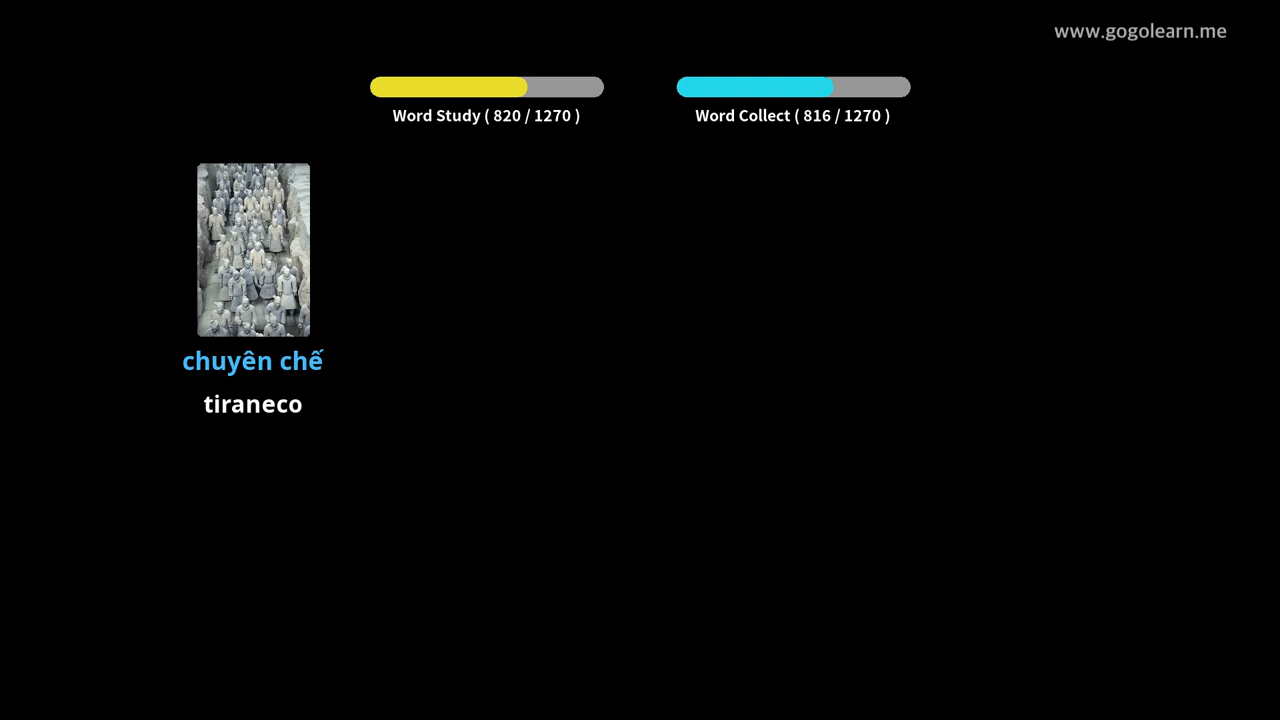 www.gogolearn.me
Word Study ( 820 / 1270 )
Word Collect ( 816 / 1270 )
chuyên chế
tiraneco